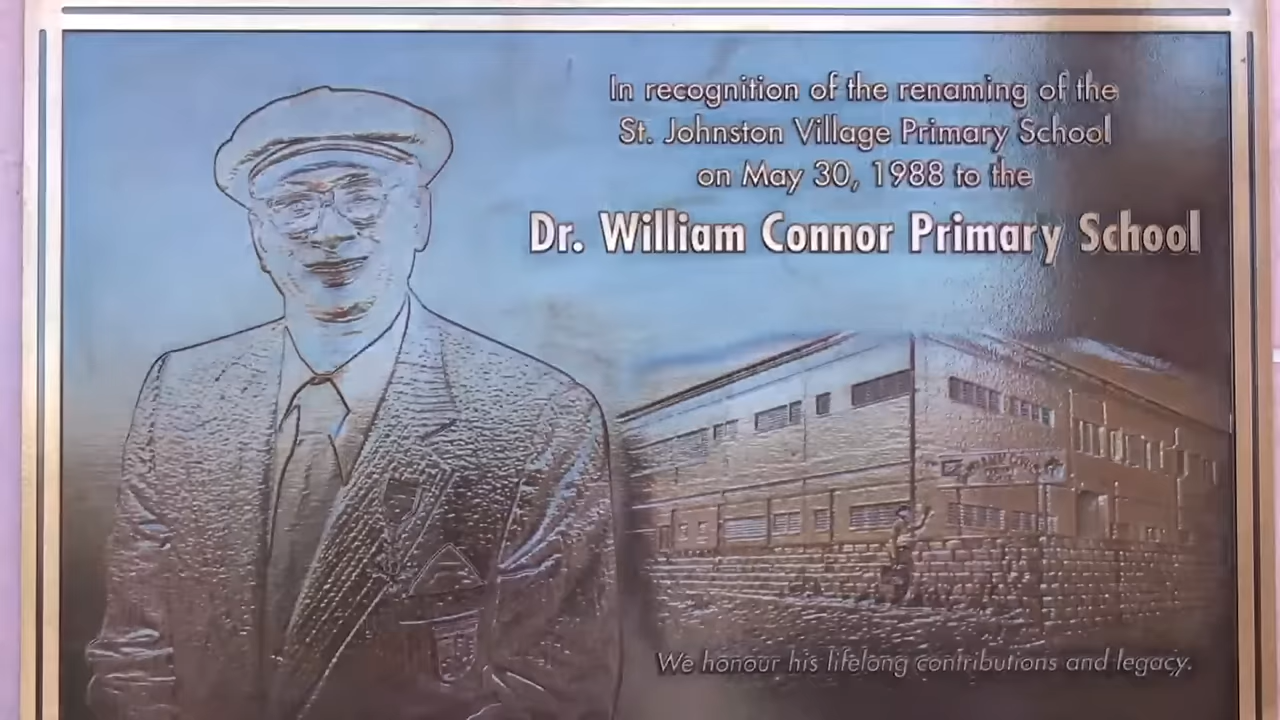 In recognition of the renaming of the
St. Johnston Village Primary School
on May 30, 1988 to the
Dr. William Connor Primary School
We honour his lifelong contributions and legacy.